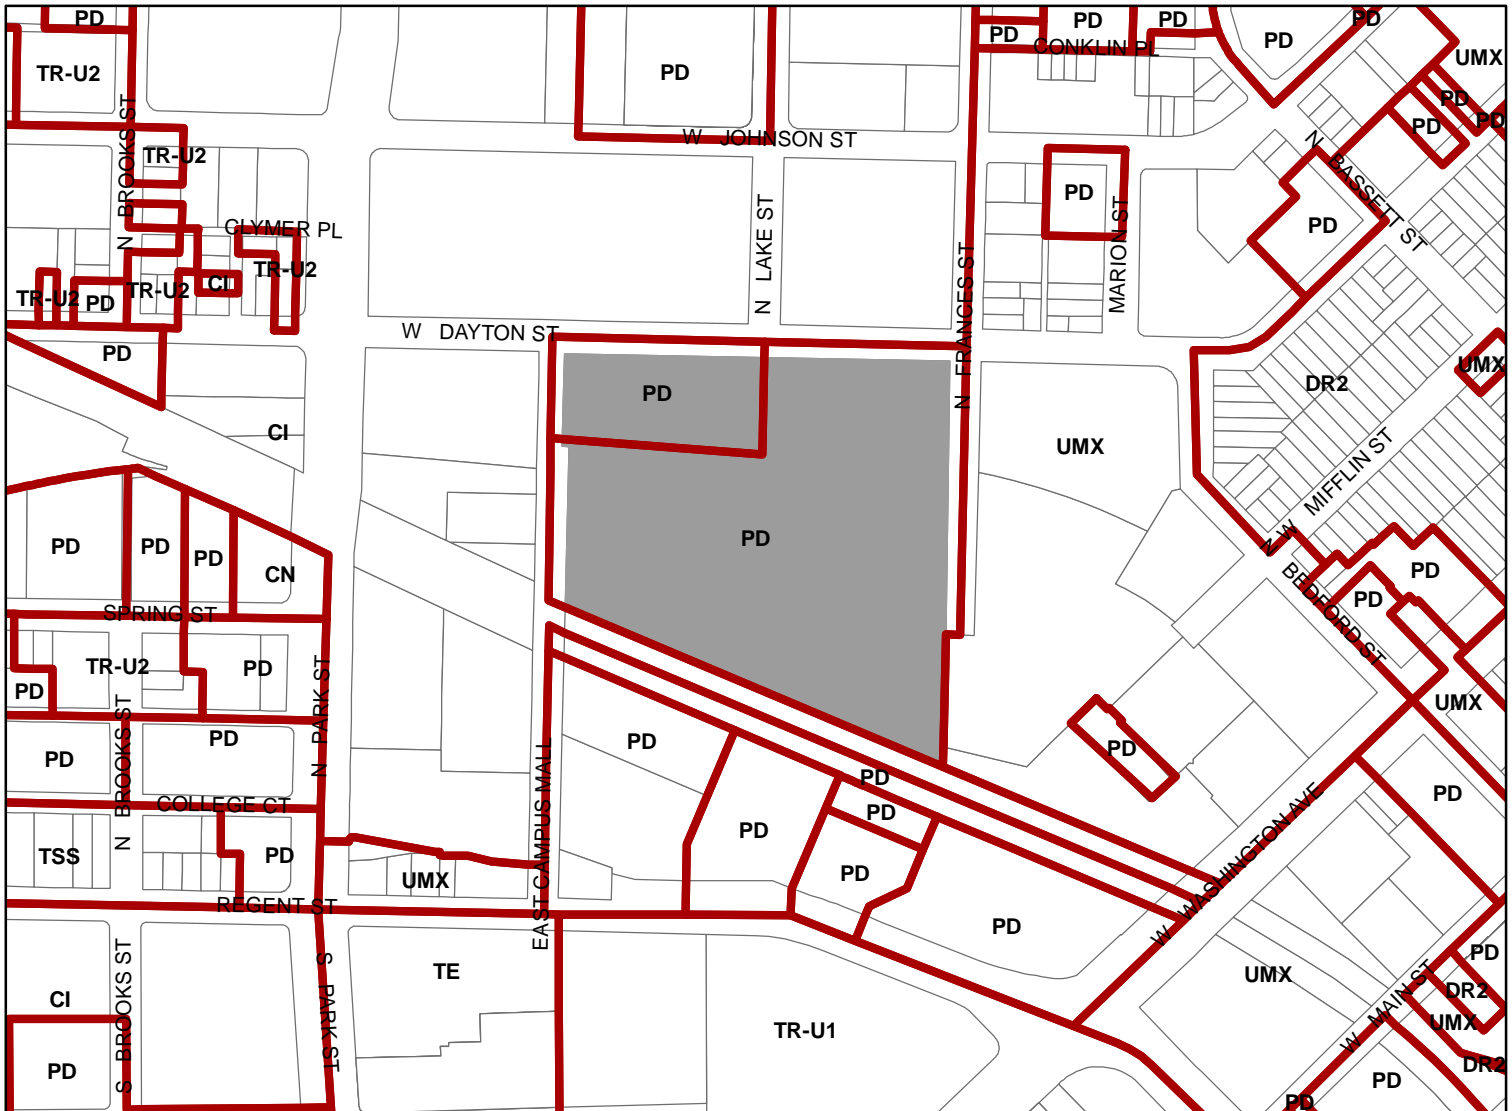 PD
PD
PD
PD
PD
PD
PD
CONKLIN PL
UMX
TR-U2
PD
PD
PD
PD
N BROOKS ST
W JOHNSON ST
TR-U2
N BASSETT ST
PD
PD
CLYMER PL
N LAKE ST
N FRANCES ST
MARION ST
TR-U2
TR-U2
CI
TR-U2
PD
W DAYTON ST
PD
PD
UMX
DR2
CI
UMX
W MIFFLIN ST
PD
PD
PD
PD
CN
N BEDFORD ST
PD
PD
SPRING ST
TR-U2
PD
PD
N PARK ST
UMX
N BROOKS ST
PD
PD
PD
PD
PD
PD
COLLEGE CT
PD
EAST CAMPUS MALL
PD
TSS
PD
UMX
PD
W WASHINGTON AVE
REGENT ST
PD
PD
TE
UMX
DR2
CI
S BROOKS ST
S PARK ST
TR-U1
W MAIN ST
UMX
DR2
PD
PD
PD